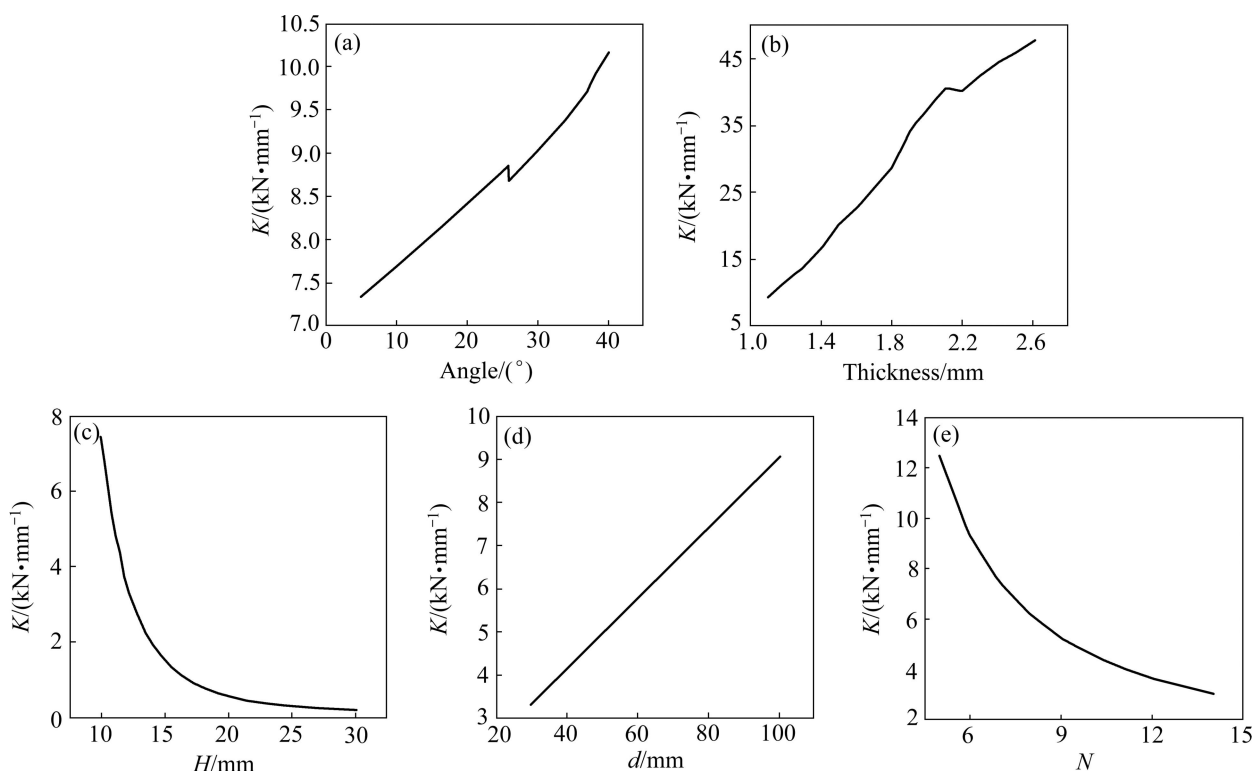 (a)
10.5
10.0
9.5
9.0
8.5
8.0
7.5
7.0
K/(kN•mm⁻¹)
0 10 20 30 40
Angle/(°)
(b)
45
35
25
15
5
K/(kN•mm⁻¹)
1.0 1.4 1.8 2.2 2.6
Thickness/mm
(c)
8
6
4
2
0
K/(kN•mm⁻¹)
10 15 20 25 30
H/mm
(d)
10
9
8
7
6
5
4
3
K/(kN•mm⁻¹)
20 40 60 80 100
d/mm
(e)
14
12
10
8
6
4
2
K/(kN•mm⁻¹)
6 9 12 15
N